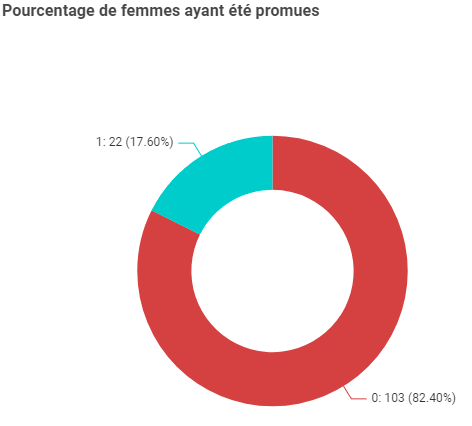 Pourcentage de femmes ayant été promues
1: 22 (17.60%)
0: 103 (82.40%)